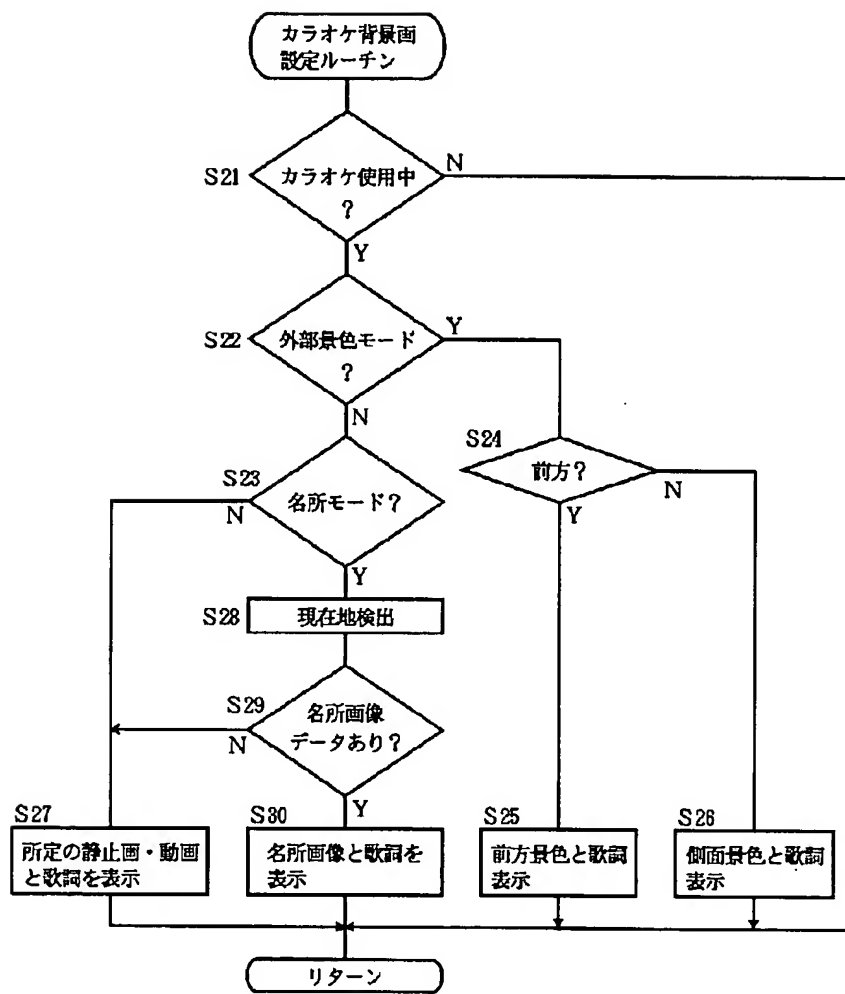 カラオケ背景画
設定ルーチン
S21
カラオケ使用中
?
N
Y
S22
外部景色モード
?
Y
N
S23
名所モード?
N
Y
S24
前方?
N
Y
S28
現在地検出
S29
名所画像
データあり?
N
Y
S27
所定の静止画・動画
と歌詞を表示
S30
名所画像と歌詞を
表示
S25
前方景色と歌詞
表示
S26
側面景色と歌詞
表示
リターン